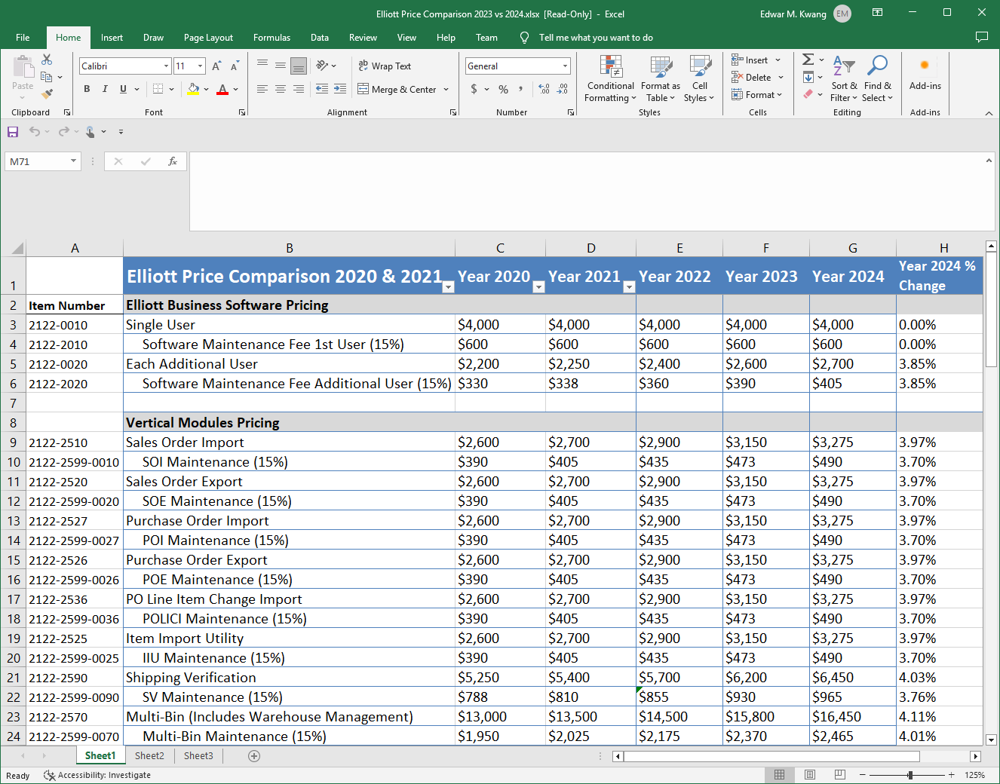 Elliott Price Comparison 2023 vs 2024.xlsx [Read-Only] - Excel
Edwar M. Kwang EM
File Home Insert Draw Page Layout Formulas Data Review View Help Team Tell me what you want to do
Paste
Calibri 11
Wrap Text
General
Conditional Formatting
Format as Table
Cell Styles
Insert
Delete
Format
Sort & Filter
Find & Select
Add-ins
B I U A
Merge & Center
$ % ,
Clipboard Font Alignment Number Styles Cells Editing Add-ins
M71 fx
A B C D E F G H
1 Elliott Price Comparison 2020 & 2021 Year 2020 Year 2021 Year 2022 Year 2023 Year 2024 Year 2024 % Change
2 Item Number Elliott Business Software Pricing
3 2122-0010 Single User $4,000 $4,000 $4,000 $4,000 $4,000 0.00%
4 2122-2010 Software Maintenance Fee 1st User (15%) $600 $600 $600 $600 $600 0.00%
5 2122-0020 Each Additional User $2,200 $2,250 $2,400 $2,600 $2,700 3.85%
6 2122-2020 Software Maintenance Fee Additional User (15%) $330 $338 $360 $390 $405 3.85%
7
8 Vertical Modules Pricing
9 2122-2510 Sales Order Import $2,600 $2,700 $2,900 $3,150 $3,275 3.97%
10 2122-2599-0010 SOI Maintenance (15%) $390 $405 $435 $473 $490 3.70%
11 2122-2520 Sales Order Export $2,600 $2,700 $2,900 $3,150 $3,275 3.97%
12 2122-2599-0020 SOE Maintenance (15%) $390 $405 $435 $473 $490 3.70%
13 2122-2527 Purchase Order Import $2,600 $2,700 $2,900 $3,150 $3,275 3.97%
14 2122-2599-0027 POI Maintenance (15%) $390 $405 $435 $473 $490 3.70%
15 2122-2526 Purchase Order Export $2,600 $2,700 $2,900 $3,150 $3,275 3.97%
16 2122-2599-0026 POE Maintenance (15%) $390 $405 $435 $473 $490 3.70%
17 2122-2536 PO Line Item Change Import $2,600 $2,700 $2,900 $3,150 $3,275 3.97%
18 2122-2599-0036 POLICI Maintenance (15%) $390 $405 $435 $473 $490 3.70%
19 2122-2525 Item Import Utility $2,600 $2,700 $2,900 $3,150 $3,275 3.97%
20 2122-2599-0025 IIU Maintenance (15%) $390 $405 $435 $473 $490 3.70%
21 2122-2590 Shipping Verification $5,250 $5,400 $5,700 $6,200 $6,450 4.03%
22 2122-2599-0090 SV Maintenance (15%) $788 $810 $855 $930 $965 3.76%
23 2122-2570 Multi-Bin (Includes Warehouse Management) $13,000 $13,500 $14,500 $15,800 $16,450 4.11%
24 2122-2599-0070 Multi-Bin Maintenance (15%) $1,950 $2,025 $2,175 $2,370 $2,465 4.01%
Sheet1 Sheet2 Sheet3
Ready Accessibility: Investigate 125%